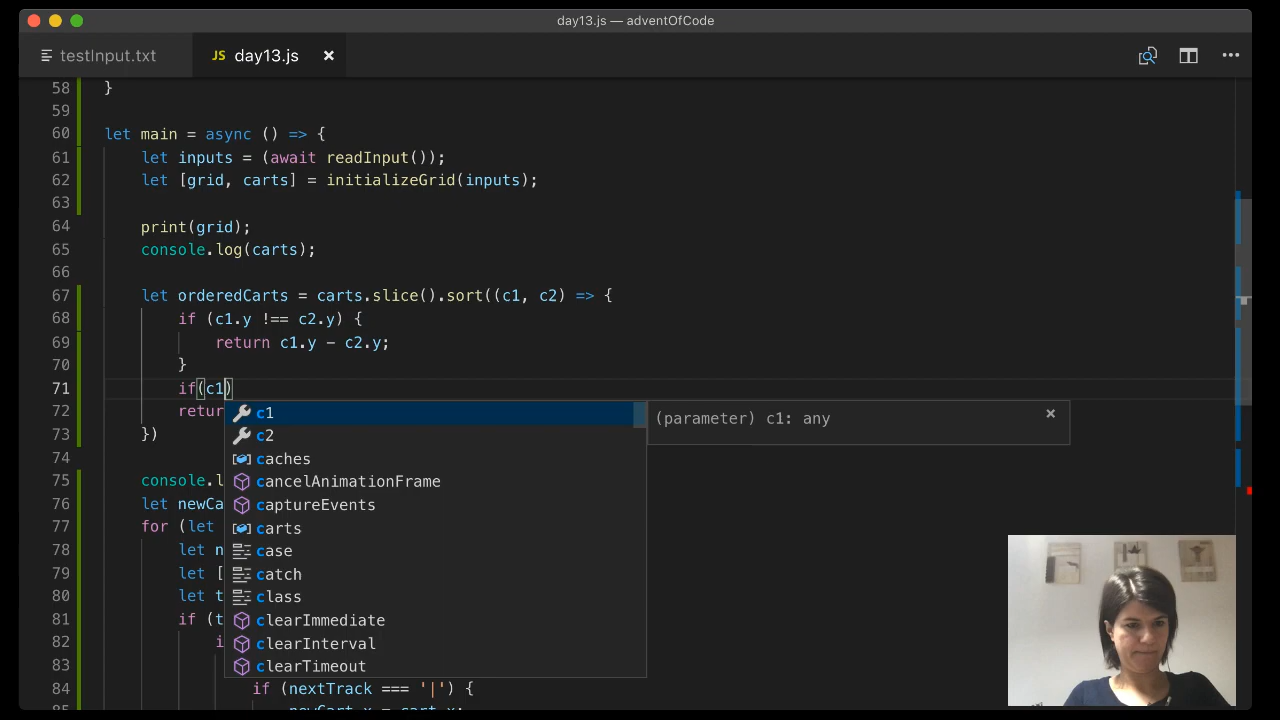 day13.js — adventOfCode
testInput.txt JS day13.js
58 }
59
60 let main = async () => {
61 let inputs = (await readInput());
62 let [grid, carts] = initializeGrid(inputs);
63
64 print(grid);
65 console.log(carts);
66
67 let orderedCarts = carts.slice().sort((c1, c2) => {
68 if (c1.y !== c2.y) {
69 return c1.y - c2.y;
70 }
71 if(c1)
72 retur
73 })
74
75 console.l
76 let newCa
77 for (let
78 let n
79 let [
80 let t
81 if (t
82 i
83
84 if (nextTrack === '|') {
c1
c2
caches
cancelAnimationFrame
captureEvents
carts
case
catch
class
clearImmediate
clearInterval
clearTimeout
(parameter) c1: any